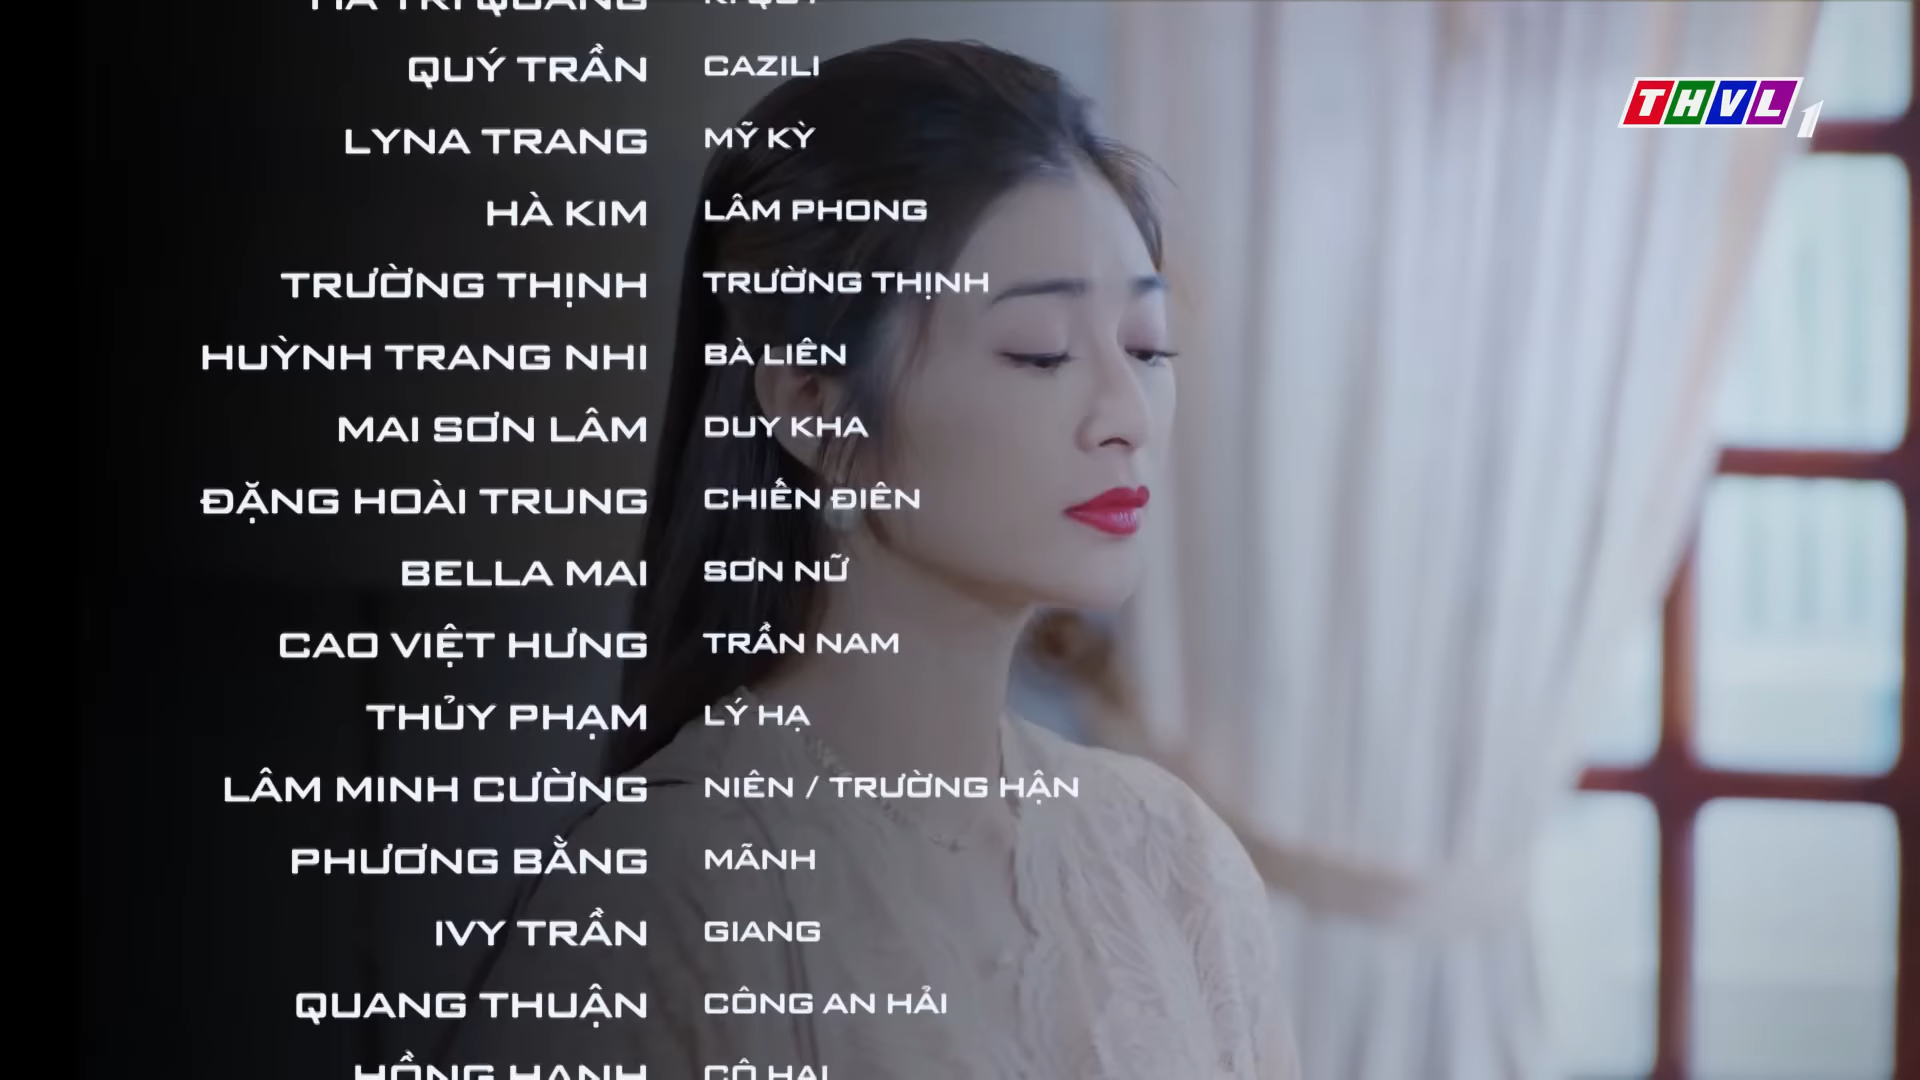 QUÝ TRẦN CAZILI
LYNA TRANG MỸ KỲ
HÀ KIM LÂM PHONG
TRƯỜNG THỊNH TRƯỜNG THỊNH
HUỲNH TRANG NHI BÀ LIÊN
MAI SƠN LÂM DUY KHA
ĐẶNG HOÀI TRUNG CHIẾN ĐIÊN
BELLA MAI SƠN NỮ
CAO VIỆT HƯNG TRẦN NAM
THỦY PHẠM LÝ HẠ
LÂM MINH CƯỜNG NIÊN / TRƯỜNG HẬN
PHƯƠNG BẰNG MÃNH
IVY TRẦN GIANG
QUANG THUẬN CÔNG AN HẢI
THVL 1